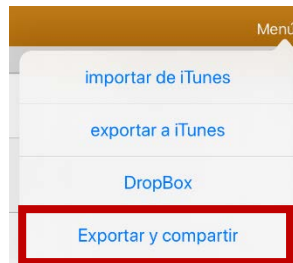 Menú
importar de iTunes
exportar a iTunes
DropBox
Exportar y compartir